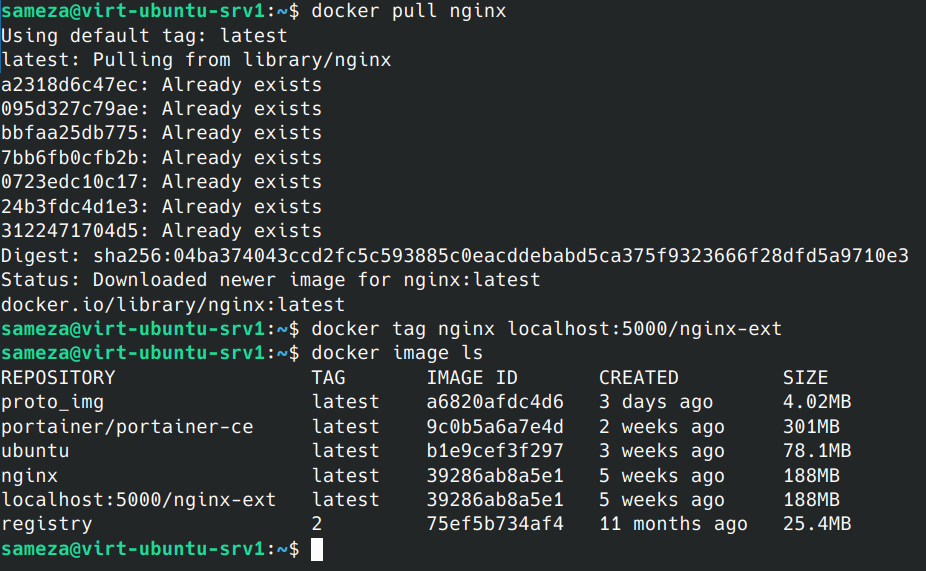 sameza@virt-ubuntu-srv1:~$ docker pull nginx
Using default tag: latest
latest: Pulling from library/nginx
a2318d6c47ec: Already exists
095d327c79ae: Already exists
bbfaa25db775: Already exists
7bb6fb0cfb2b: Already exists
0723edc10c17: Already exists
24b3fdc4d1e3: Already exists
3122471704d5: Already exists
Digest: sha256:04ba374043ccd2fc5c593885c0eacddebabd5ca375f9323666f28dfd5a9710e3
Status: Downloaded newer image for nginx:latest
docker.io/library/nginx:latest
sameza@virt-ubuntu-srv1:~$ docker tag nginx localhost:5000/nginx-ext
sameza@virt-ubuntu-srv1:~$ docker image ls
REPOSITORY                 TAG       IMAGE ID       CREATED         SIZE
proto_img                  latest    a6820afdc4d6   3 days ago      4.02MB
portainer/portainer-ce     latest    9c0b5a6a7e4d   2 weeks ago     301MB
ubuntu                     latest    b1e9cef3f297   3 weeks ago     78.1MB
nginx                      latest    39286ab8a5e1   5 weeks ago     188MB
localhost:5000/nginx-ext   latest    39286ab8a5e1   5 weeks ago     188MB
registry                   2         75ef5b734af4   11 months ago   25.4MB
sameza@virt-ubuntu-srv1:~$